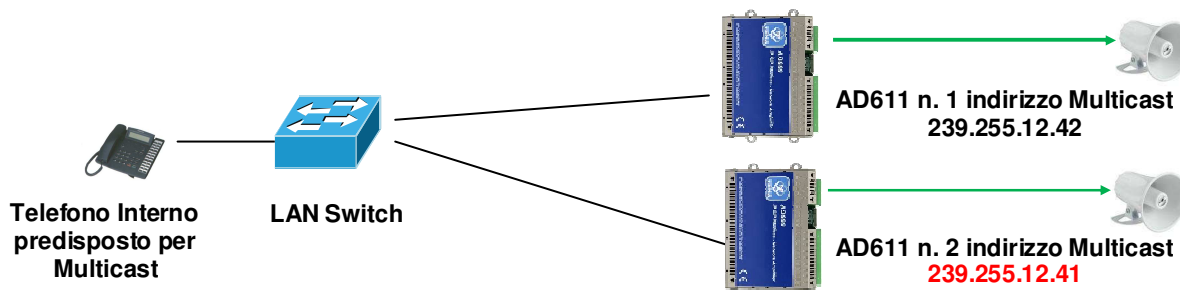 AD611 n. 1 indirizzo Multicast
239.255.12.42
Telefono Interno
predisposto per
Multicast
LAN Switch
AD611 n. 2 indirizzo Multicast
239.255.12.41